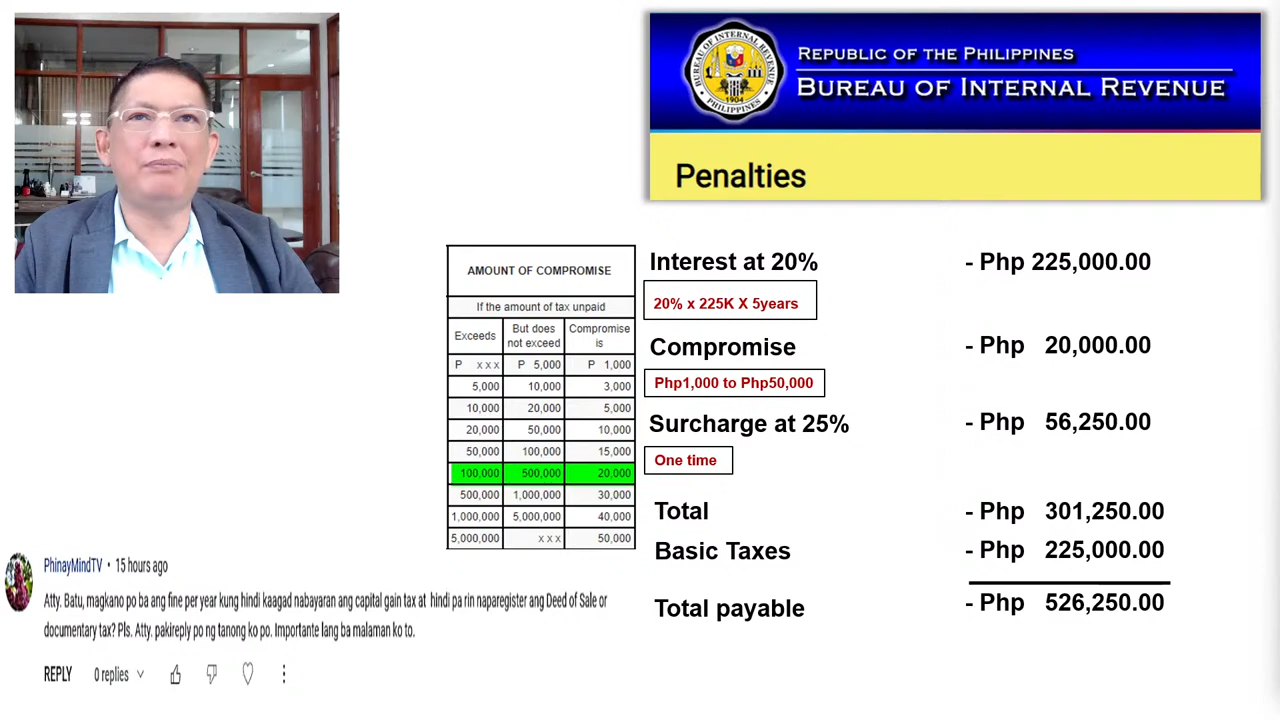 BUREAU OF INTERNAL REVENUE
PHILIPPINES
1904
REPUBLIC OF THE PHILIPPINES
BUREAU OF INTERNAL REVENUE
Penalties
AMOUNT OF COMPROMISE
If the amount of tax unpaid
Exceeds But does not exceed Compromise is
P x x x P 5,000 P 1,000
5,000 10,000 3,000
10,000 20,000 5,000
20,000 50,000 10,000
50,000 100,000 15,000
100,000 500,000 20,000
500,000 1,000,000 30,000
1,000,000 5,000,000 40,000
5,000,000 x x x 50,000
Interest at 20% - Php 225,000.00
20% x 225K X 5years
Compromise - Php 20,000.00
Php1,000 to Php50,000
Surcharge at 25% - Php 56,250.00
One time
Total - Php 301,250.00
Basic Taxes - Php 225,000.00
Total payable - Php 526,250.00
PhinayMindTV • 15 hours ago
Atty. Batu, magkano po ba ang fine per year kung hindi kaagad nabayaran ang capital gain tax at hindi pa rin naparegister ang Deed of Sale or
documentary tax? Pls. Atty. pakireply po ng tanong ko po. Importante lang ba malaman ko to.
REPLY 0 replies